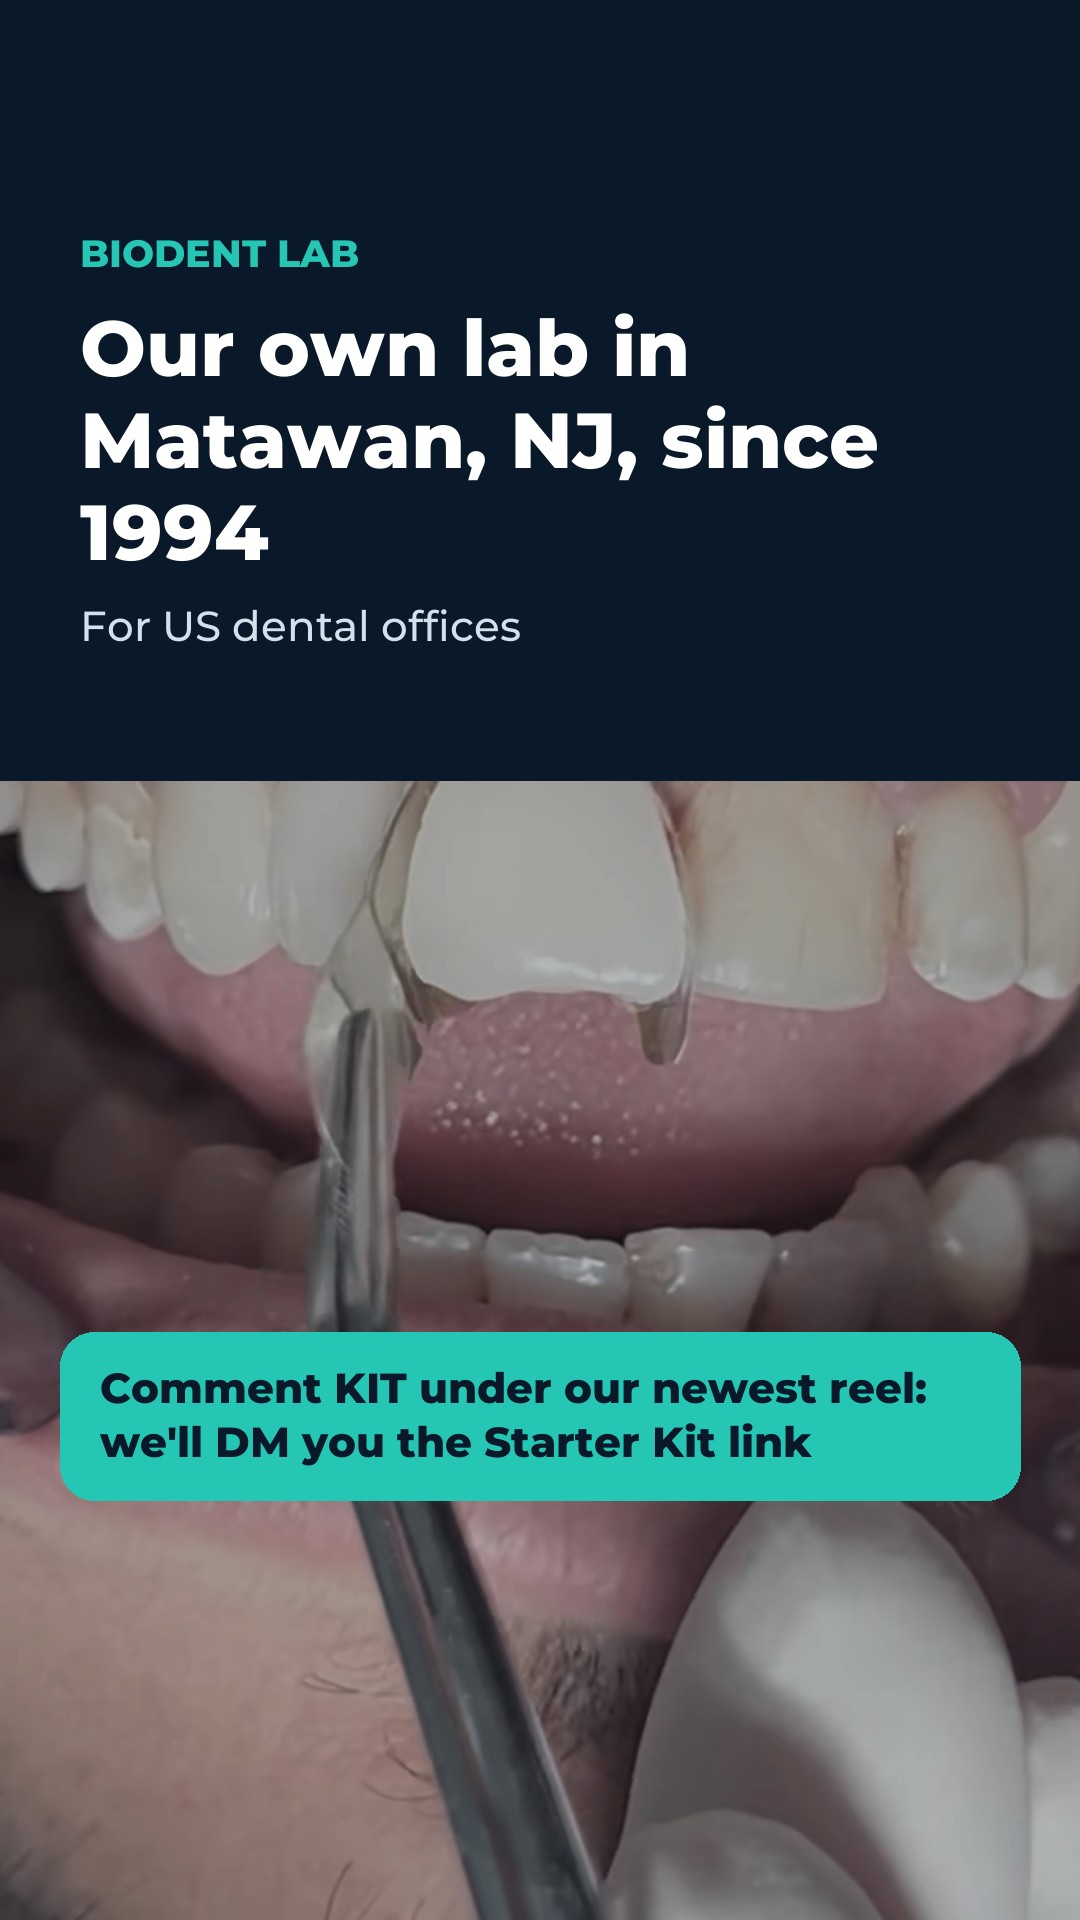 BIODENT LAB
Our own lab in
Matawan, NJ, since
1994
For US dental offices
Comment KIT under our newest reel:
we'll DM you the Starter Kit link